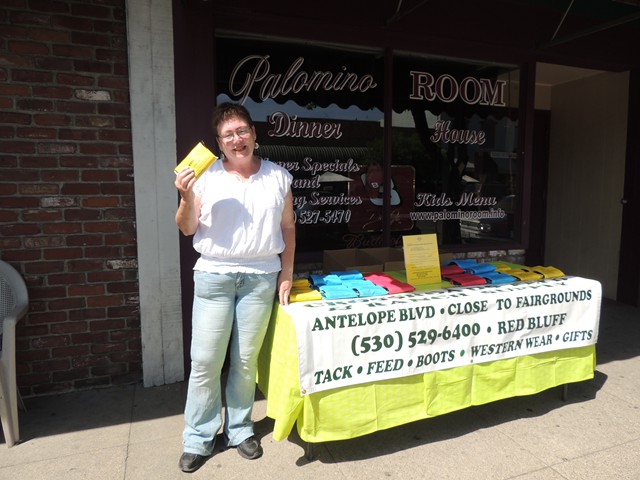 Palomino ROOM
Dinner House
Dinner Specials
and
Services
527-5470
Kids Menu
www.palominoroom.info
ANTELOPE BLVD • CLOSE TO FAIRGROUNDS
(530) 529-6400 • RED BLUFF
TACK • FEED • BOOTS • WESTERN WEAR • GIFTS